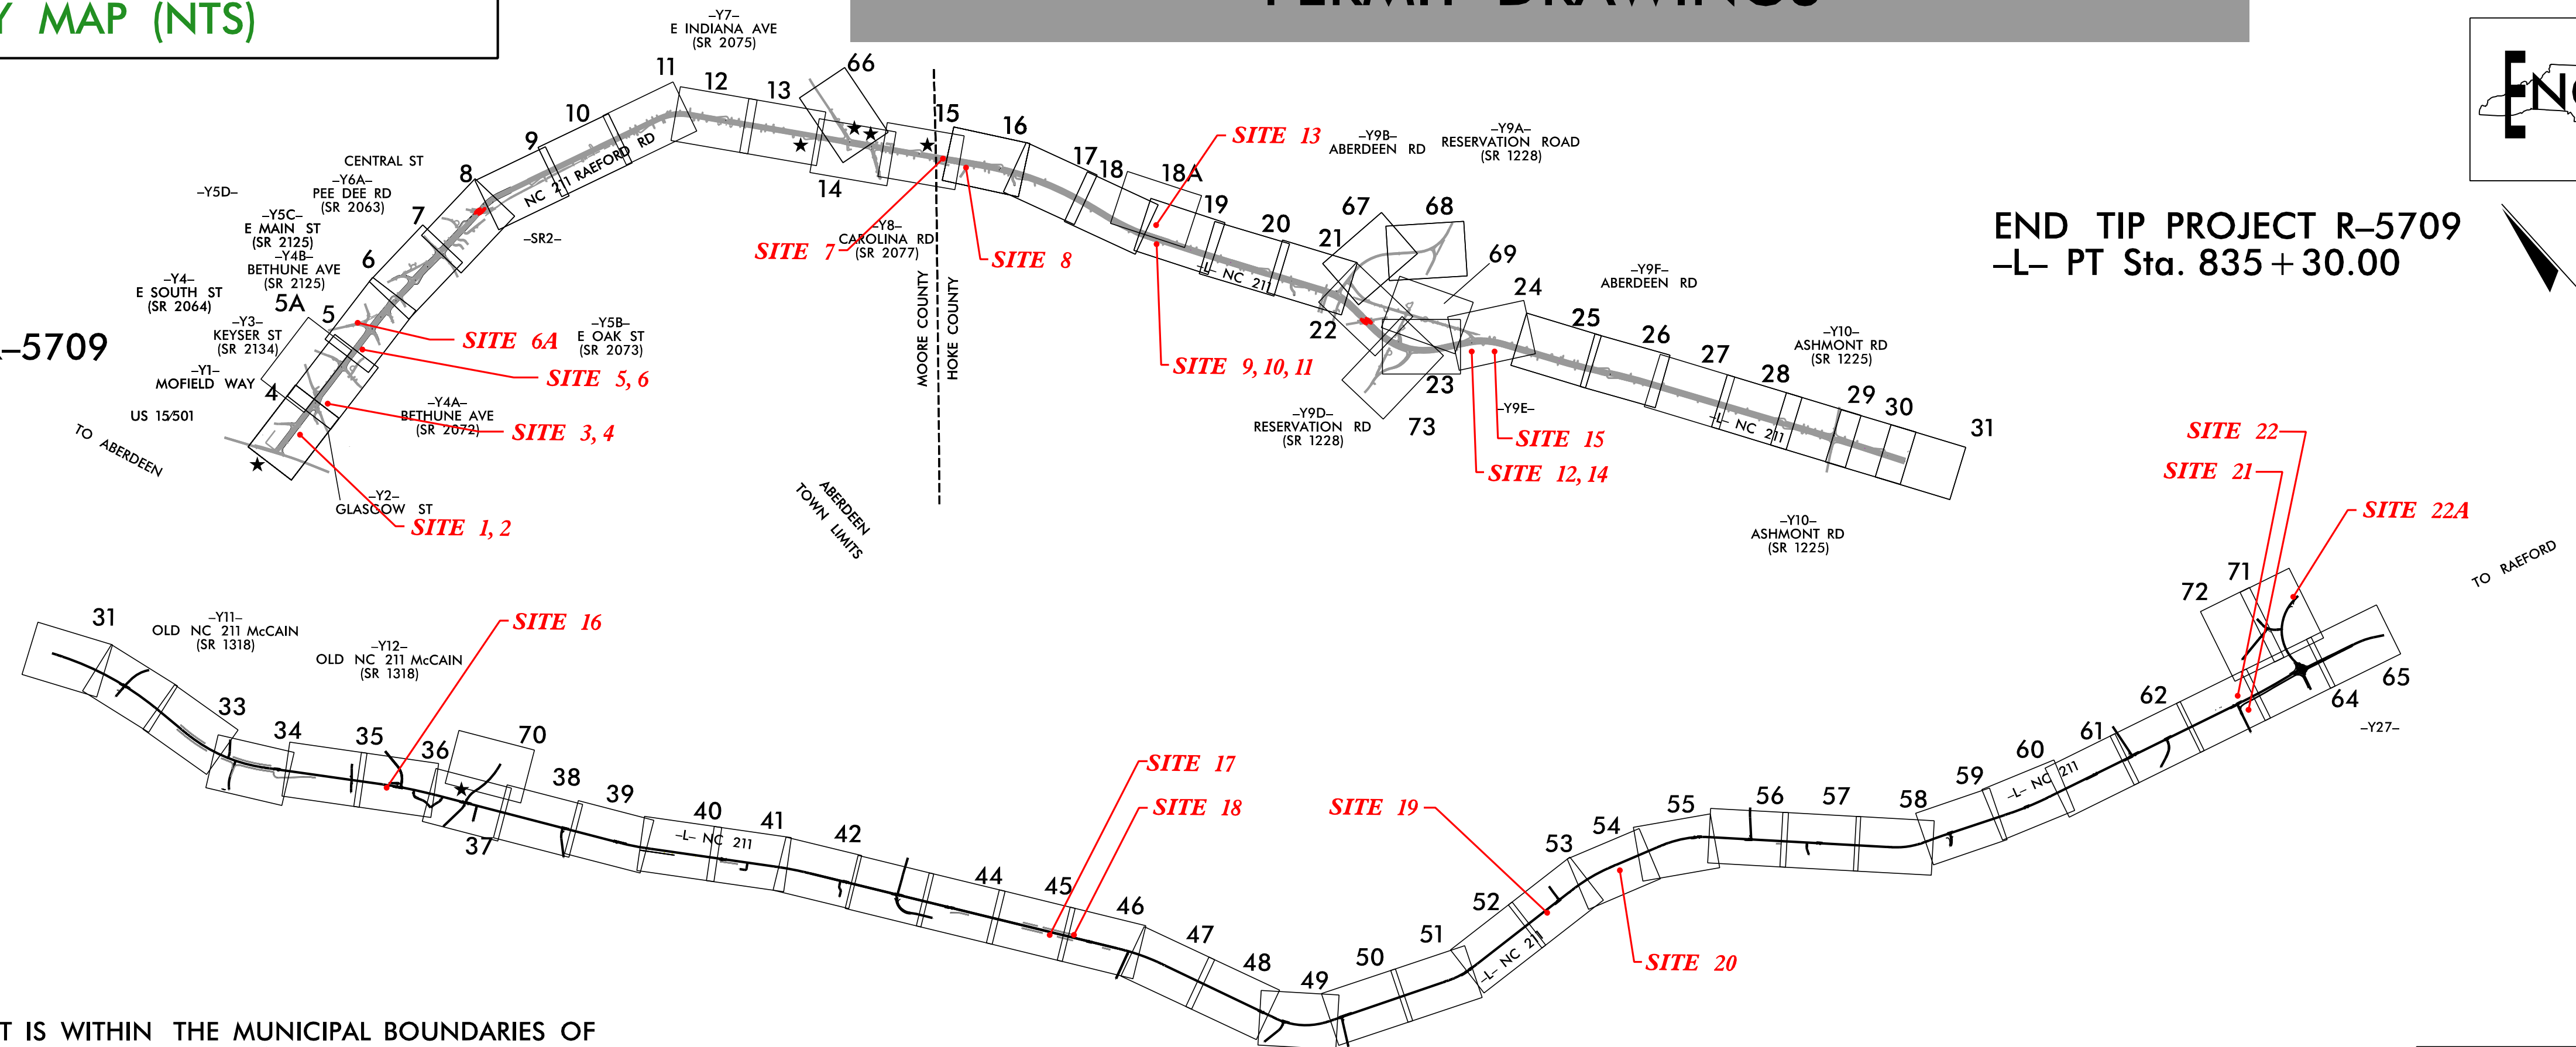 Y MAP (NTS)
PERMIT DRAWINGS
–Y7–
E INDIANA AVE
(SR 2075)
66
11
12
13
10
9
8
7
6
5A
5
4
14
15
16
17
18
18A
19
20
21
22
67
68
69
23
73
24
25
26
27
28
29
30
31
CENTRAL ST
–Y6A–
PEE DEE RD
(SR 2063)
–Y5D–
–Y5C–
E MAIN ST
(SR 2125)
–Y4B–
BETHUNE AVE
(SR 2125)
–Y4–
E SOUTH ST
(SR 2064)
–Y3–
KEYSER ST
(SR 2134)
–Y1–
MOFIELD WAY
US 15/501
TO ABERDEEN
NC 211 RAEFORD RD
–SR2–
–Y5B–
E OAK ST
(SR 2073)
–Y4A–
BETHUNE AVE
(SR 2072)
–Y2–
GLASGOW ST
SITE 6A
SITE 5, 6
SITE 3, 4
SITE 1, 2
SITE 7
–Y8–
CAROLINA RD
(SR 2077)
SITE 8
MOORE COUNTY
HOKE COUNTY
ABERDEEN
TOWN LIMITS
SITE 13
SITE 9, 10, 11
–L– NC 211
–Y9B–
ABERDEEN RD
–Y9A–
RESERVATION ROAD
(SR 1228)
–Y9D–
RESERVATION RD
(SR 1228)
–Y9E–
SITE 15
SITE 12, 14
–Y9F–
ABERDEEN RD
–Y10–
ASHMONT RD
(SR 1225)
–L– NC 211
–Y10–
ASHMONT RD
(SR 1225)
END TIP PROJECT R–5709
–L– PT Sta. 835+30.00
–5709
31
–Y11–
OLD NC 211 McCAIN
(SR 1318)
–Y12–
OLD NC 211 McCAIN
(SR 1318)
SITE 16
33
34
35
36
70
37
38
39
40
–L– NC 211
41
42
44
45
46
SITE 17
SITE 18
47
48
49
50
51
52
53
54
55
56
57
58
59
60
61
62
–L– NC 211
SITE 19
SITE 20
–L– NC 211
SITE 22
SITE 21
SITE 22A
71
72
64
65
–Y27–
TO RAEFORD
T IS WITHIN THE MUNICIPAL BOUNDARIES OF